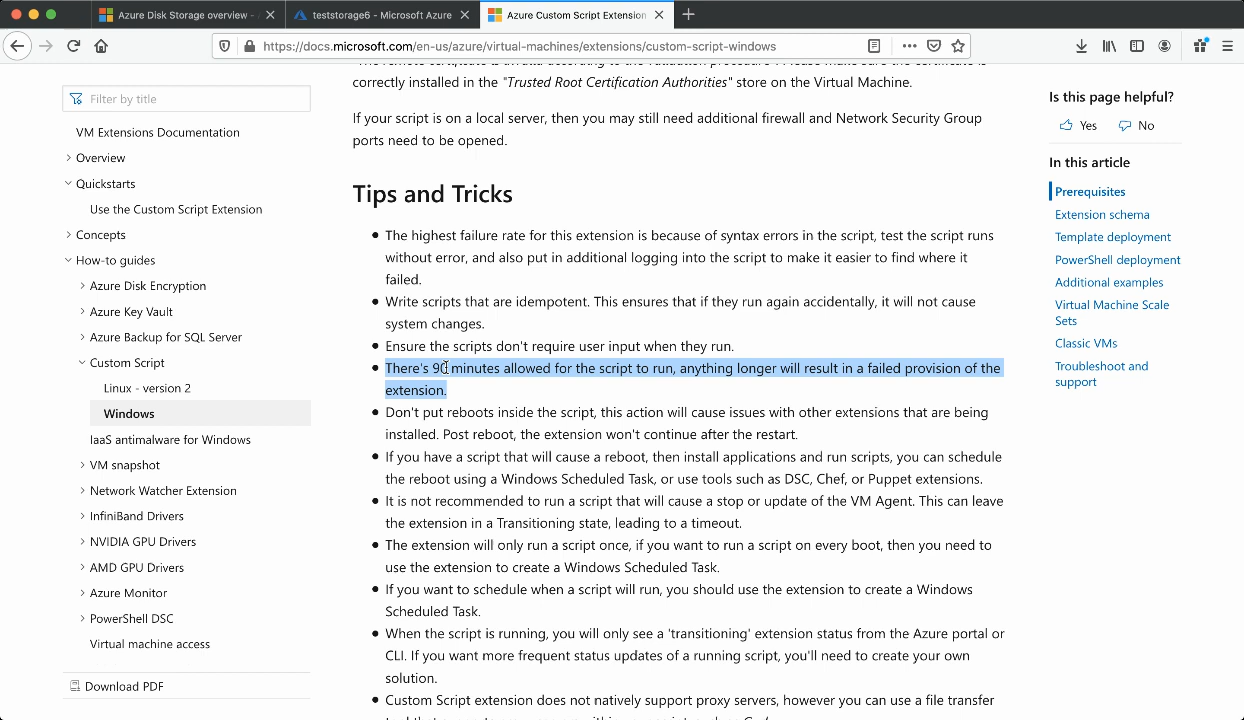 Azure Disk Storage overview -
teststorage6 - Microsoft Azure
Azure Custom Script Extension
https://docs.microsoft.com/en-us/azure/virtual-machines/extensions/custom-script-windows
Filter by title
VM Extensions Documentation
Overview
Quickstarts
Use the Custom Script Extension
Concepts
How-to guides
Azure Disk Encryption
Azure Key Vault
Azure Backup for SQL Server
Custom Script
Linux - version 2
Windows
IaaS antimalware for Windows
VM snapshot
Network Watcher Extension
InfiniBand Drivers
NVIDIA GPU Drivers
AMD GPU Drivers
Azure Monitor
PowerShell DSC
Virtual machine access
Download PDF
correctly installed in the "Trusted Root Certification Authorities" store on the Virtual Machine.
If your script is on a local server, then you may still need additional firewall and Network Security Group
ports need to be opened.
Tips and Tricks
• The highest failure rate for this extension is because of syntax errors in the script, test the script runs
without error, and also put in additional logging into the script to make it easier to find where it
failed.
• Write scripts that are idempotent. This ensures that if they run again accidentally, it will not cause
system changes.
• Ensure the scripts don't require user input when they run.
• There's 90 minutes allowed for the script to run, anything longer will result in a failed provision of the
extension.
• Don't put reboots inside the script, this action will cause issues with other extensions that are being
installed. Post reboot, the extension won't continue after the restart.
• If you have a script that will cause a reboot, then install applications and run scripts, you can schedule
the reboot using a Windows Scheduled Task, or use tools such as DSC, Chef, or Puppet extensions.
• It is not recommended to run a script that will cause a stop or update of the VM Agent. This can leave
the extension in a Transitioning state, leading to a timeout.
• The extension will only run a script once, if you want to run a script on every boot, then you need to
use the extension to create a Windows Scheduled Task.
• If you want to schedule when a script will run, you should use the extension to create a Windows
Scheduled Task.
• When the script is running, you will only see a 'transitioning' extension status from the Azure portal or
CLI. If you want more frequent status updates of a running script, you'll need to create your own
solution.
• Custom Script extension does not natively support proxy servers, however you can use a file transfer
Is this page helpful?
Yes No
In this article
Prerequisites
Extension schema
Template deployment
PowerShell deployment
Additional examples
Virtual Machine Scale
Sets
Classic VMs
Troubleshoot and
support